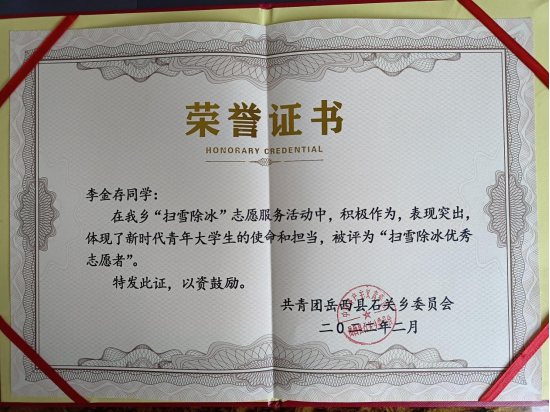 荣誉证书
HONORARY CREDENTIAL
李金存同学：
在我乡“扫雪除冰”志愿服务活动中，积极作为，表现突出，
体现了新时代青年大学生的使命和担当，被评为“扫雪除冰优秀
志愿者”。
特发此证，以资鼓励。
共青团岳西县石关乡委员会
年二月